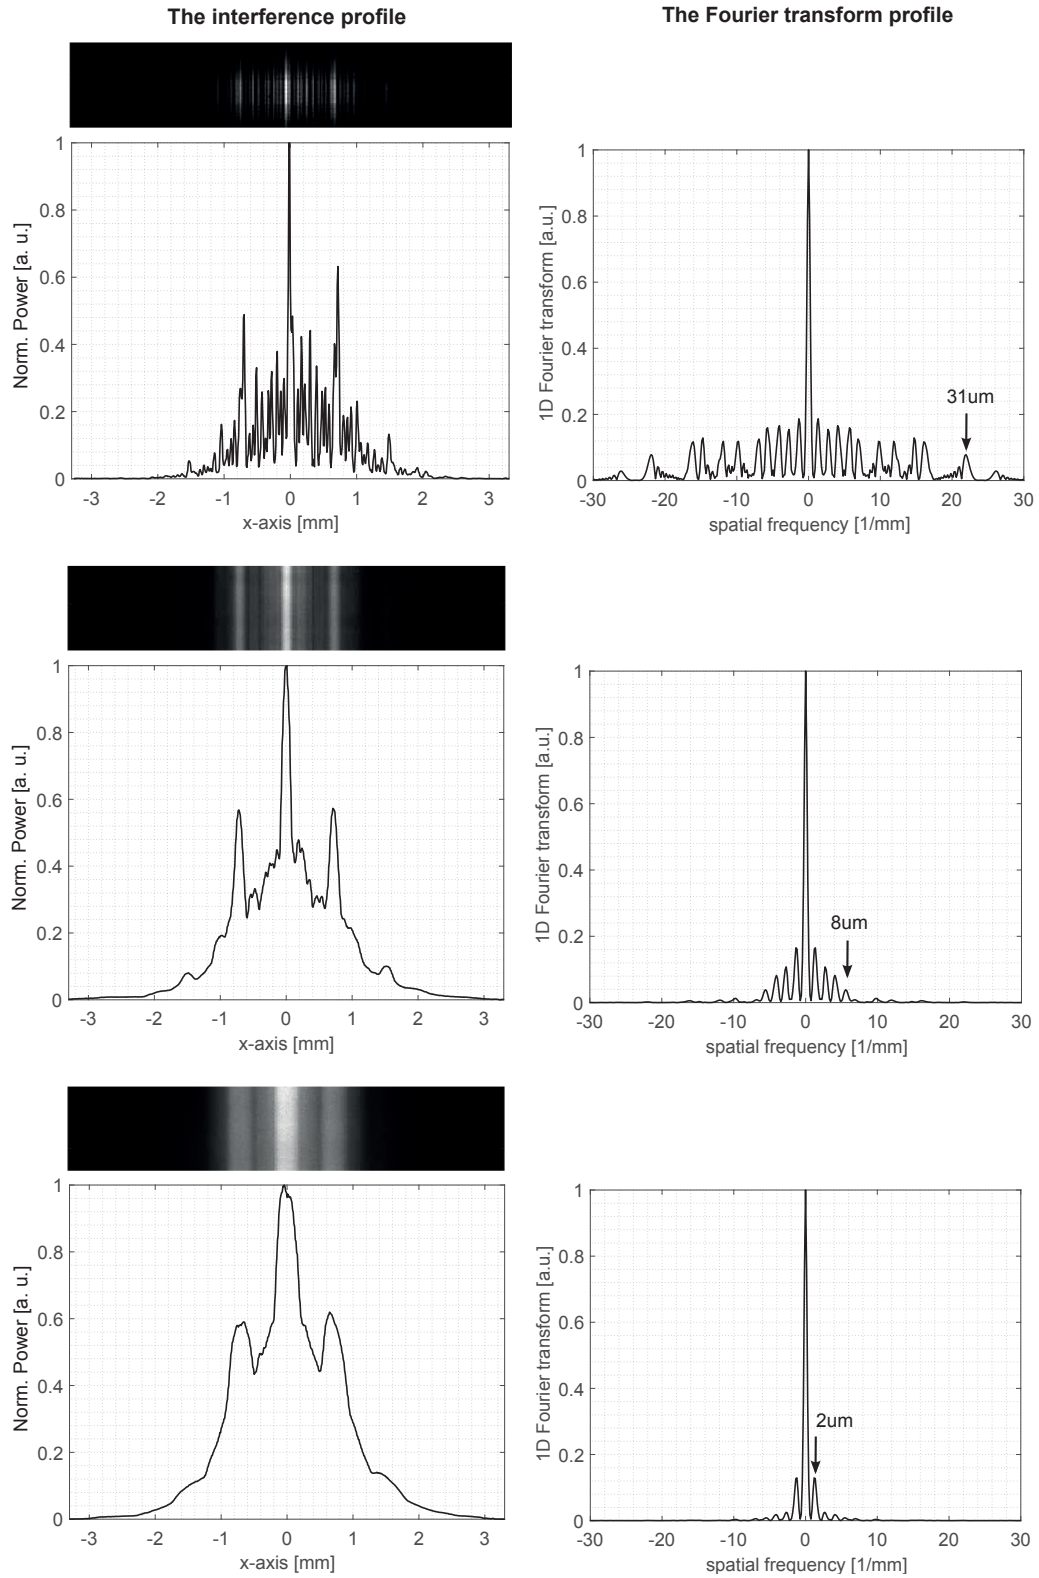 The interference profile
The Fourier transform profile
Norm. Power [a. u.]
1
0.8
0.6
0.4
0.2
0
-3 -2 -1 0 1 2 3
x-axis [mm]
1D Fourier transform [a.u.]
1
0.8
0.6
0.4
0.2
0
31um
-30 -20 -10 0 10 20 30
spatial frequency [1/mm]
Norm. Power [a. u.]
1
0.8
0.6
0.4
0.2
0
-3 -2 -1 0 1 2 3
x-axis [mm]
1D Fourier transform [a.u.]
1
0.8
0.6
0.4
0.2
0
8um
-30 -20 -10 0 10 20 30
spatial frequency [1/mm]
Norm. Power [a. u.]
1
0.8
0.6
0.4
0.2
0
-3 -2 -1 0 1 2 3
x-axis [mm]
1D Fourier transform [a.u.]
1
0.8
0.6
0.4
0.2
0
2um
-30 -20 -10 0 10 20 30
spatial frequency [1/mm]